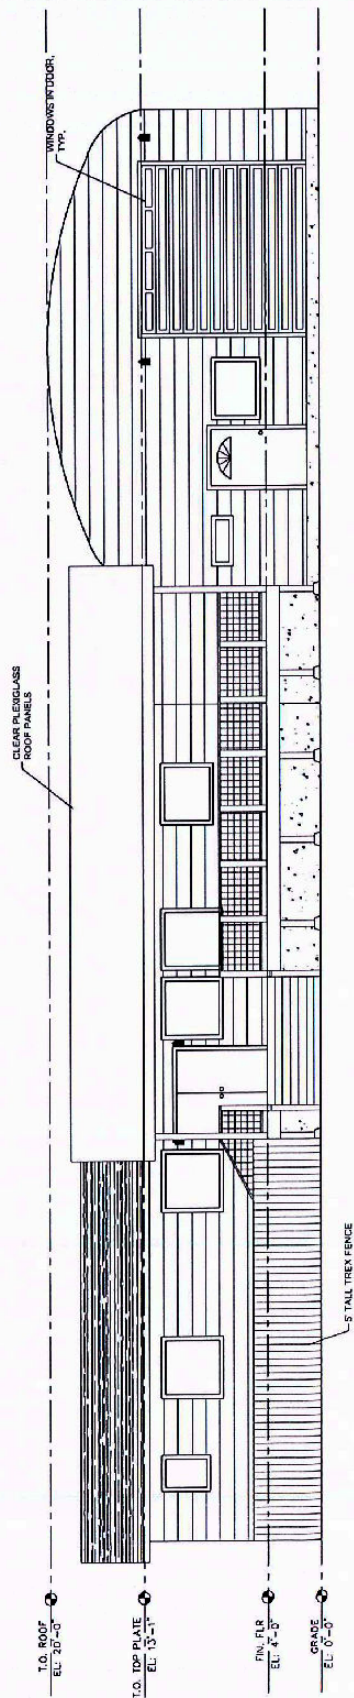 WINDOWS IN DOOR,
TYP.
CLEAR PLEXIGLASS
ROOF PANELS
5' TALL TREX FENCE
T.O. ROOF
EL: 20'-0"
T.O. TOP PLATE
EL: 13'-1"
FIN. FLR
EL: 4'-0"
GRADE
EL: 0'-0"